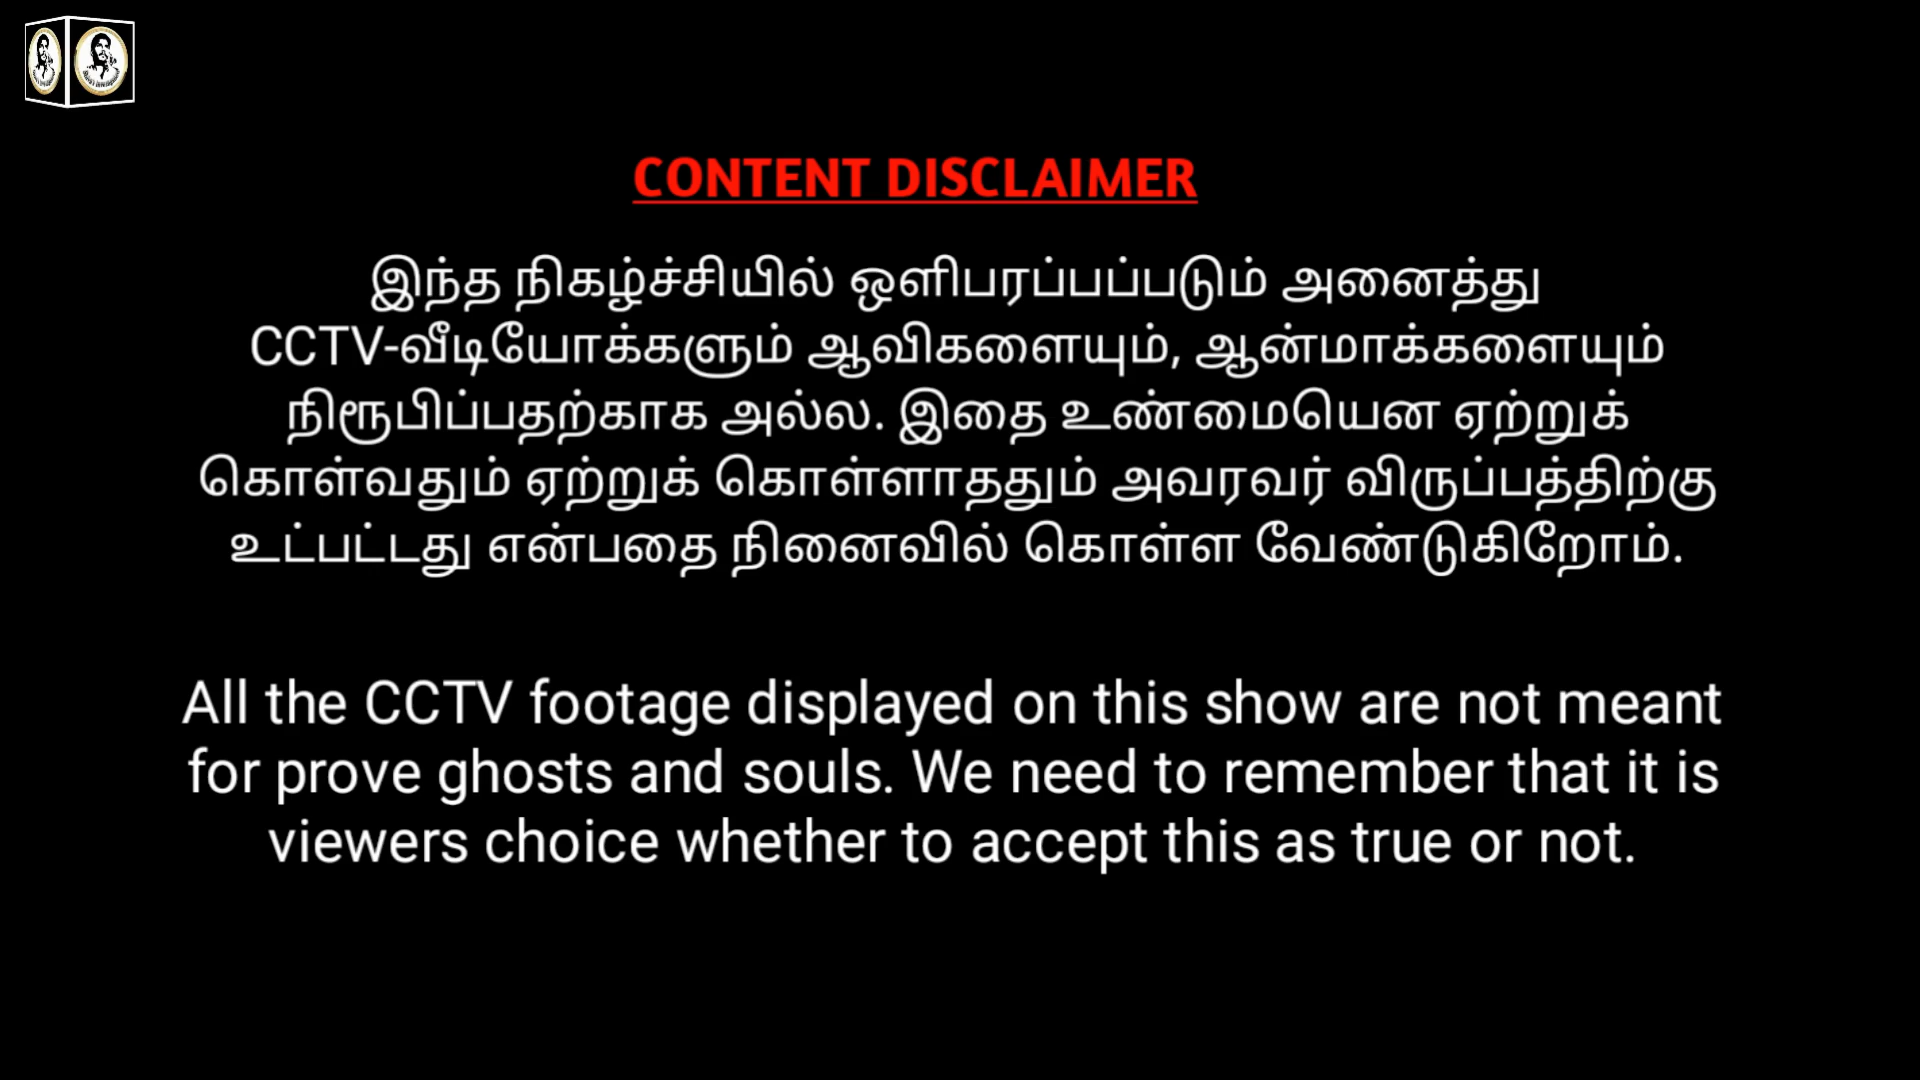 CONTENT DISCLAIMER
இந்த நிகழ்ச்சியில் ஒளிபரப்பப்படும் அனைத்து
CCTV-வீடியோக்களும் ஆவிகளையும், ஆன்மாக்களையும்
நிரூபிப்பதற்காக அல்ல. இதை உண்மையென ஏற்றுக்
கொள்வதும் ஏற்றுக் கொள்ளாததும் அவரவர் விருப்பத்திற்கு
உட்பட்டது என்பதை நினைவில் கொள்ள வேண்டுகிறோம்.
All the CCTV footage displayed on this show are not meant
for prove ghosts and souls. We need to remember that it is
viewers choice whether to accept this as true or not.